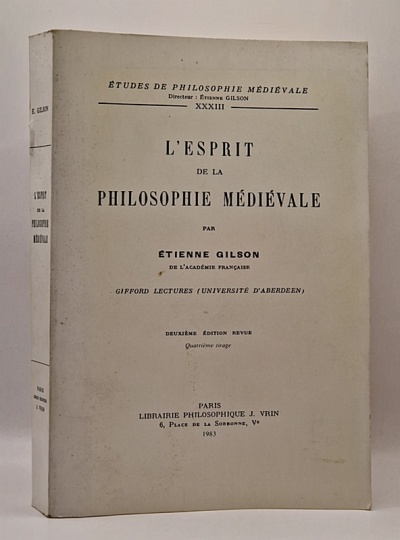 ÉTUDES DE PHILOSOPHIE MÉDIÉVALE
Directeur : Étienne GILSON
XXXIII
L'ESPRIT
DE LA
PHILOSOPHIE MÉDIÉVALE
PAR
ÉTIENNE GILSON
DE L'ACADÉMIE FRANÇAISE
GIFFORD LECTURES (UNIVERSITÉ D'ABERDEEN)
DEUXIÈME ÉDITION REVUE
Quatrième tirage
PARIS
LIBRAIRIE PHILOSOPHIQUE J. VRIN
6, Place de la Sorbonne, Ve
1983
E. GILSON
L'ESPRIT
DE LA
PHILOSOPHIE
MÉDIÉVALE
PARIS
J. VRIN